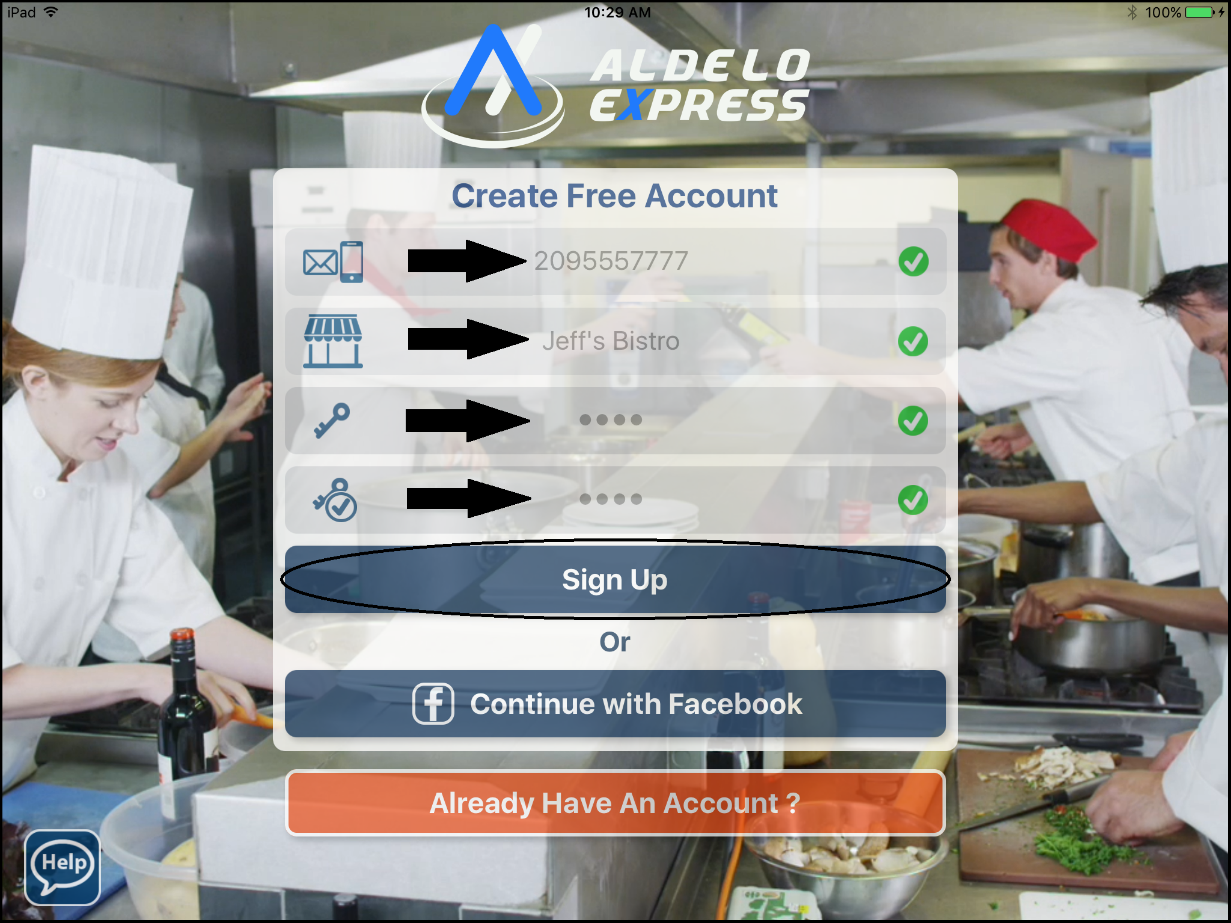 iPad
10:29 AM
100%
ALDELO
EXPRESS
Create Free Account
2095557777
Jeff's Bistro
••••
••••
Sign Up
Or
f Continue with Facebook
Already Have An Account ?
Help